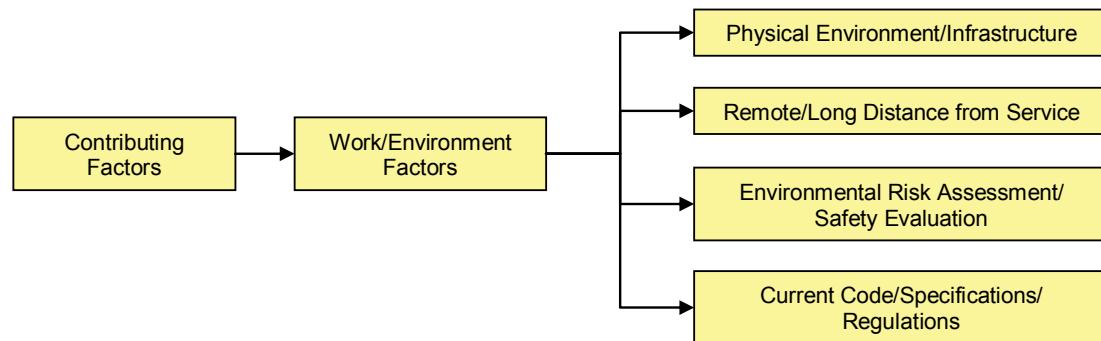 Contributing
Factors
Work/Environment
Factors
Physical Environment/Infrastructure
Remote/Long Distance from Service
Environmental Risk Assessment/
Safety Evaluation
Current Code/Specifications/
Regulations